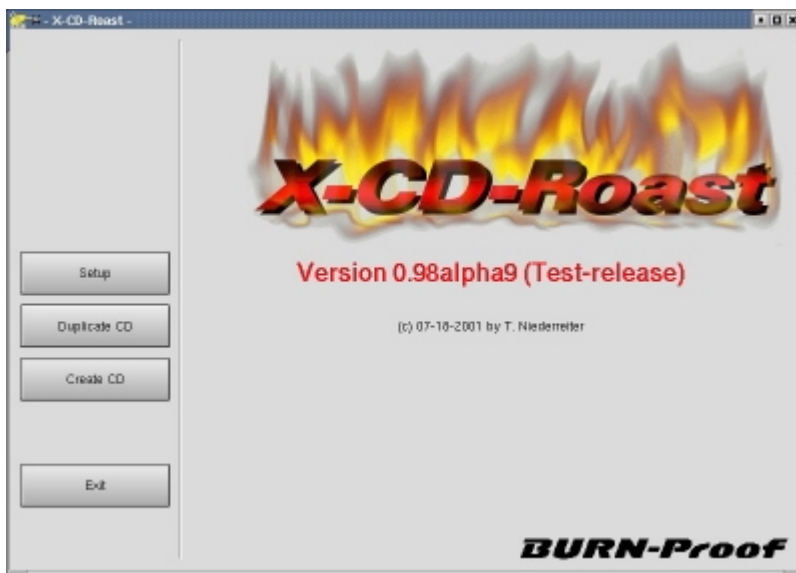 - X-CD-Roast -
X-CD-Roast
Version 0.98alpha9 (Test-release)
(c) 07-18-2001 by T. Niederreiter
Setup
Duplicate CD
Create CD
Exit
BURN-Proof